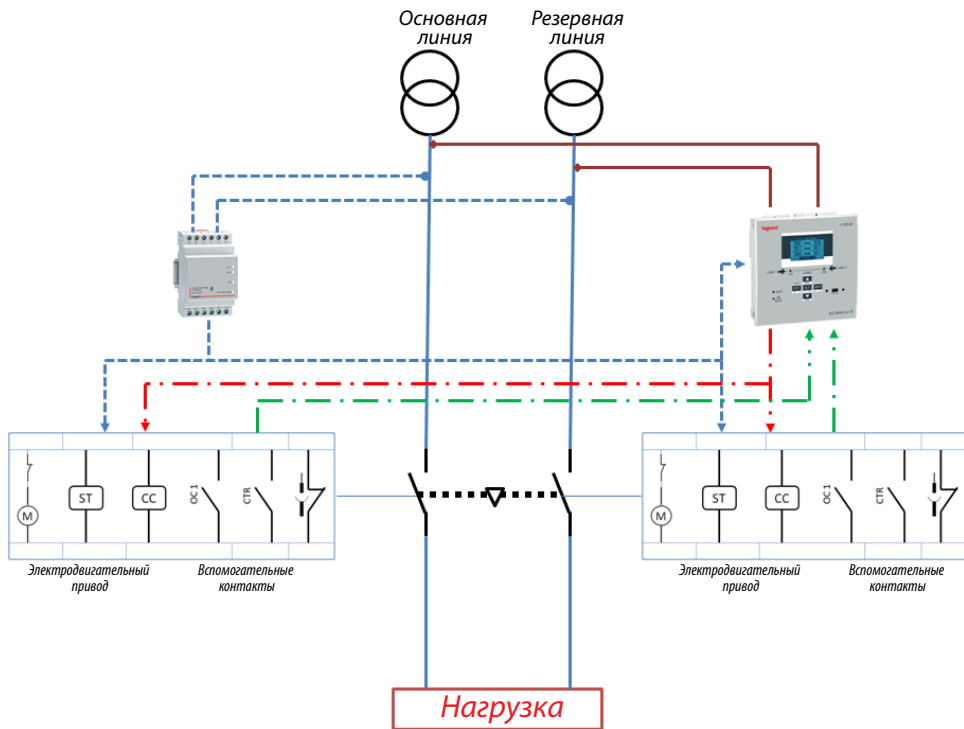 Основная
линия
Резервная
линия
legrand
M
ST
CC
OC 1
CTR
M
ST
CC
OC 1
CTR
Электродвигательный
привод
Вспомогательные
контакты
Электродвигательный
привод
Вспомогательные
контакты
Нагрузка